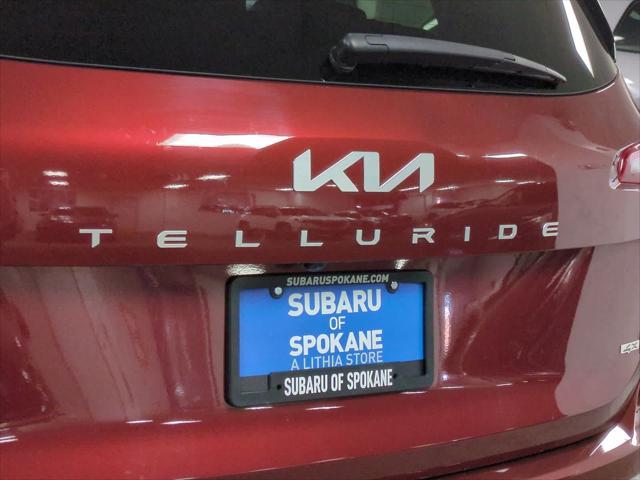 KIA
TELLURIDE
SUBARUSPOKANE.COM
SUBARU
OF
SPOKANE
A LITHIA STORE
SUBARU OF SPOKANE